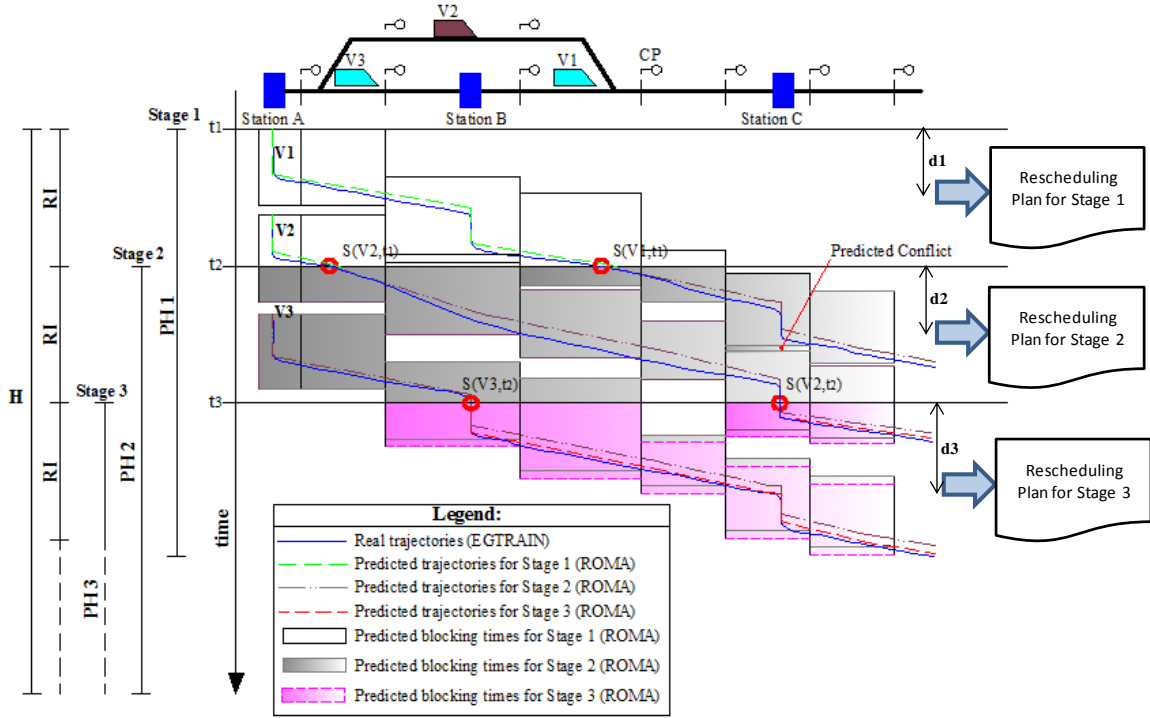 V2
V3
V1
CP
Stage 1
t1
Station A
Station B
Station C
V1
d1
Rescheduling
Plan for Stage 1
RI
V2
S(V2,t1)
S(V1,t1)
Predicted Conflict
Stage 2
t2
PH 1
d2
Rescheduling
Plan for Stage 2
RI
V3
Stage 3
t3
S(V3,t2)
S(V2,t2)
H
PH 2
d3
RI
Rescheduling
Plan for Stage 3
time
PH 3
Legend:
Real trajectories (EGTRAIN)
Predicted trajectories for Stage 1 (ROMA)
Predicted trajectories for Stage 2 (ROMA)
Predicted trajectories for Stage 3 (ROMA)
Predicted blocking times for Stage 1 (ROMA)
Predicted blocking times for Stage 2 (ROMA)
Predicted blocking times for Stage 3 (ROMA)